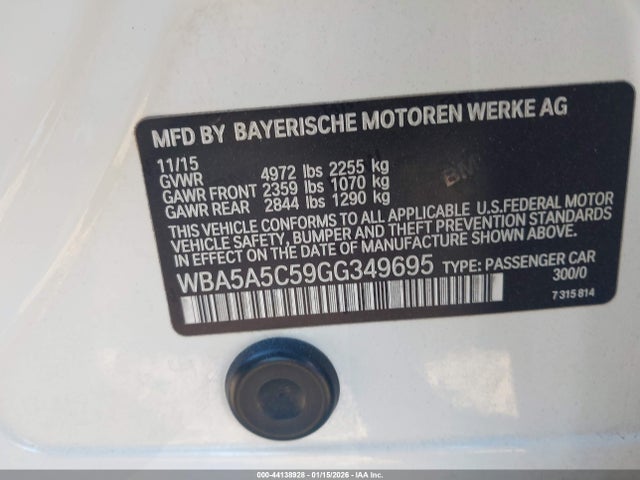 MFD BY BAYERISCHE MOTOREN WERKE AG
11/15
GVWR 4972 lbs 2255 kg
GAWR FRONT 2359 lbs 1070 kg
GAWR REAR 2844 lbs 1290 kg
THIS VEHICLE CONFORMS TO ALL APPLICABLE U.S.FEDERAL MOTOR
VEHICLE SAFETY, BUMPER AND THEFT PREVENTION STANDARDS
IN EFFECT ON THE DATE OF MANUFACTURE SHOWN ABOVE.
WBA5A5C59GG349695 TYPE: PASSENGER CAR
300/0
7 315 814
000-44138928 - 01/15/2026 - IAA Inc.